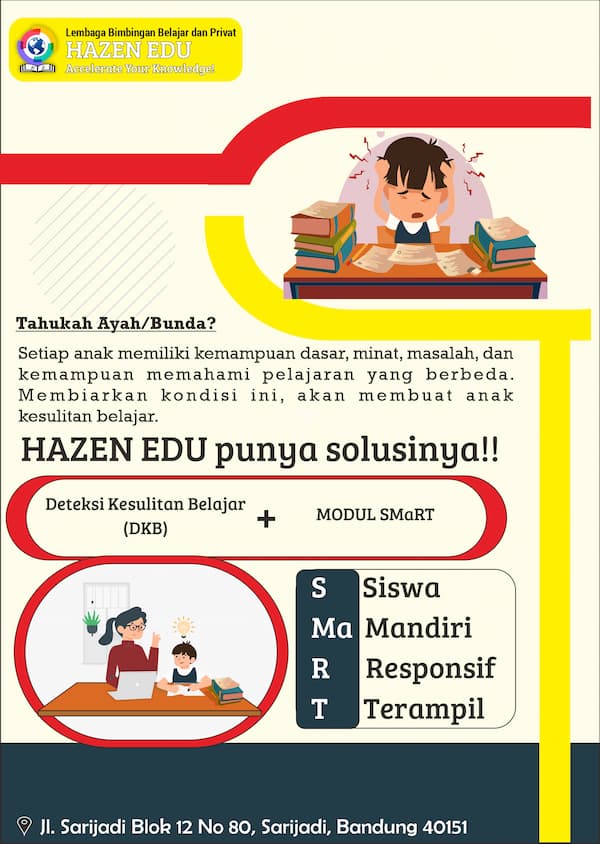 Lembaga Bimbingan Belajar dan Privat
HAZEN EDU
Accelerate Your Knowledge!
Tahukah Ayah/Bunda?
Setiap anak memiliki kemampuan dasar, minat, masalah, dan
kemampuan memahami pelajaran yang berbeda.
Membiarkan kondisi ini, akan membuat anak
kesulitan belajar.
HAZEN EDU punya solusinya!!
Deteksi Kesulitan Belajar
(DKB)
+
MODUL SMaRT
S Siswa
Ma Mandiri
R Responsif
T Terampil
Jl. Sarijadi Blok 12 No 80, Sarijadi, Bandung 40151